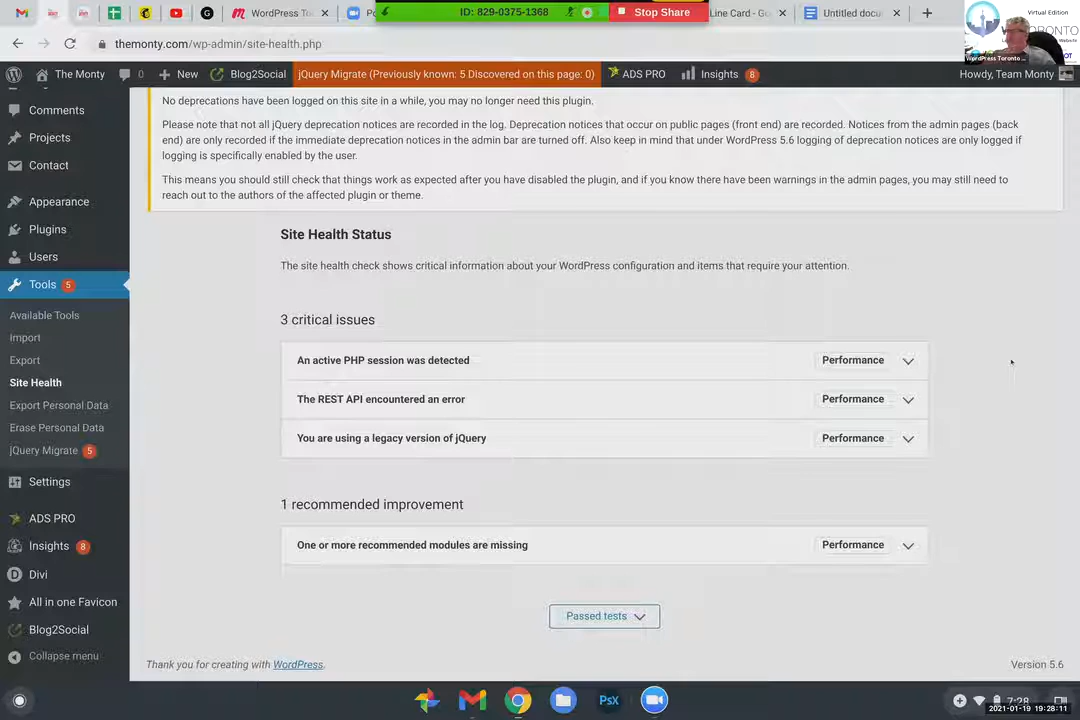 WordPress To
Po
ID: 829-0375-1368
Stop Share
Line Card - Go
Untitled docu
Virtual Edition
themonty.com/wp-admin/site-health.php
WordPress Toronto
The Monty
0
New
Blog2Social
jQuery Migrate (Previously known: 5 Discovered on this page: 0)
ADS PRO
Insights
8
Howdy, Team Monty
Comments
Projects
Contact
Appearance
Plugins
Users
Tools
5
Available Tools
Import
Export
Site Health
Export Personal Data
Erase Personal Data
jQuery Migrate
5
Settings
ADS PRO
Insights
8
Divi
All in one Favicon
Blog2Social
Collapse menu
No deprecations have been logged on this site in a while, you may no longer need this plugin.
Please note that not all jQuery deprecation notices are recorded in the log. Deprecation notices that occur on public pages (front end) are recorded. Notices from the admin pages (back
end) are only recorded if the immediate deprecation notices in the admin bar are turned off. Also keep in mind that under WordPress 5.6 logging of deprecation notices are only logged if
logging is specifically enabled by the user.
This means you should still check that things work as expected after you have disabled the plugin, and if you know there have been warnings in the admin pages, you may still need to
reach out to the authors of the affected plugin or theme.
Site Health Status
The site health check shows critical information about your WordPress configuration and items that require your attention.
3 critical issues
An active PHP session was detected
Performance
The REST API encountered an error
Performance
You are using a legacy version of jQuery
Performance
1 recommended improvement
One or more recommended modules are missing
Performance
Passed tests
Thank you for creating with WordPress.
Version 5.6
PsX
7:28
2021-01-19 19:28:11